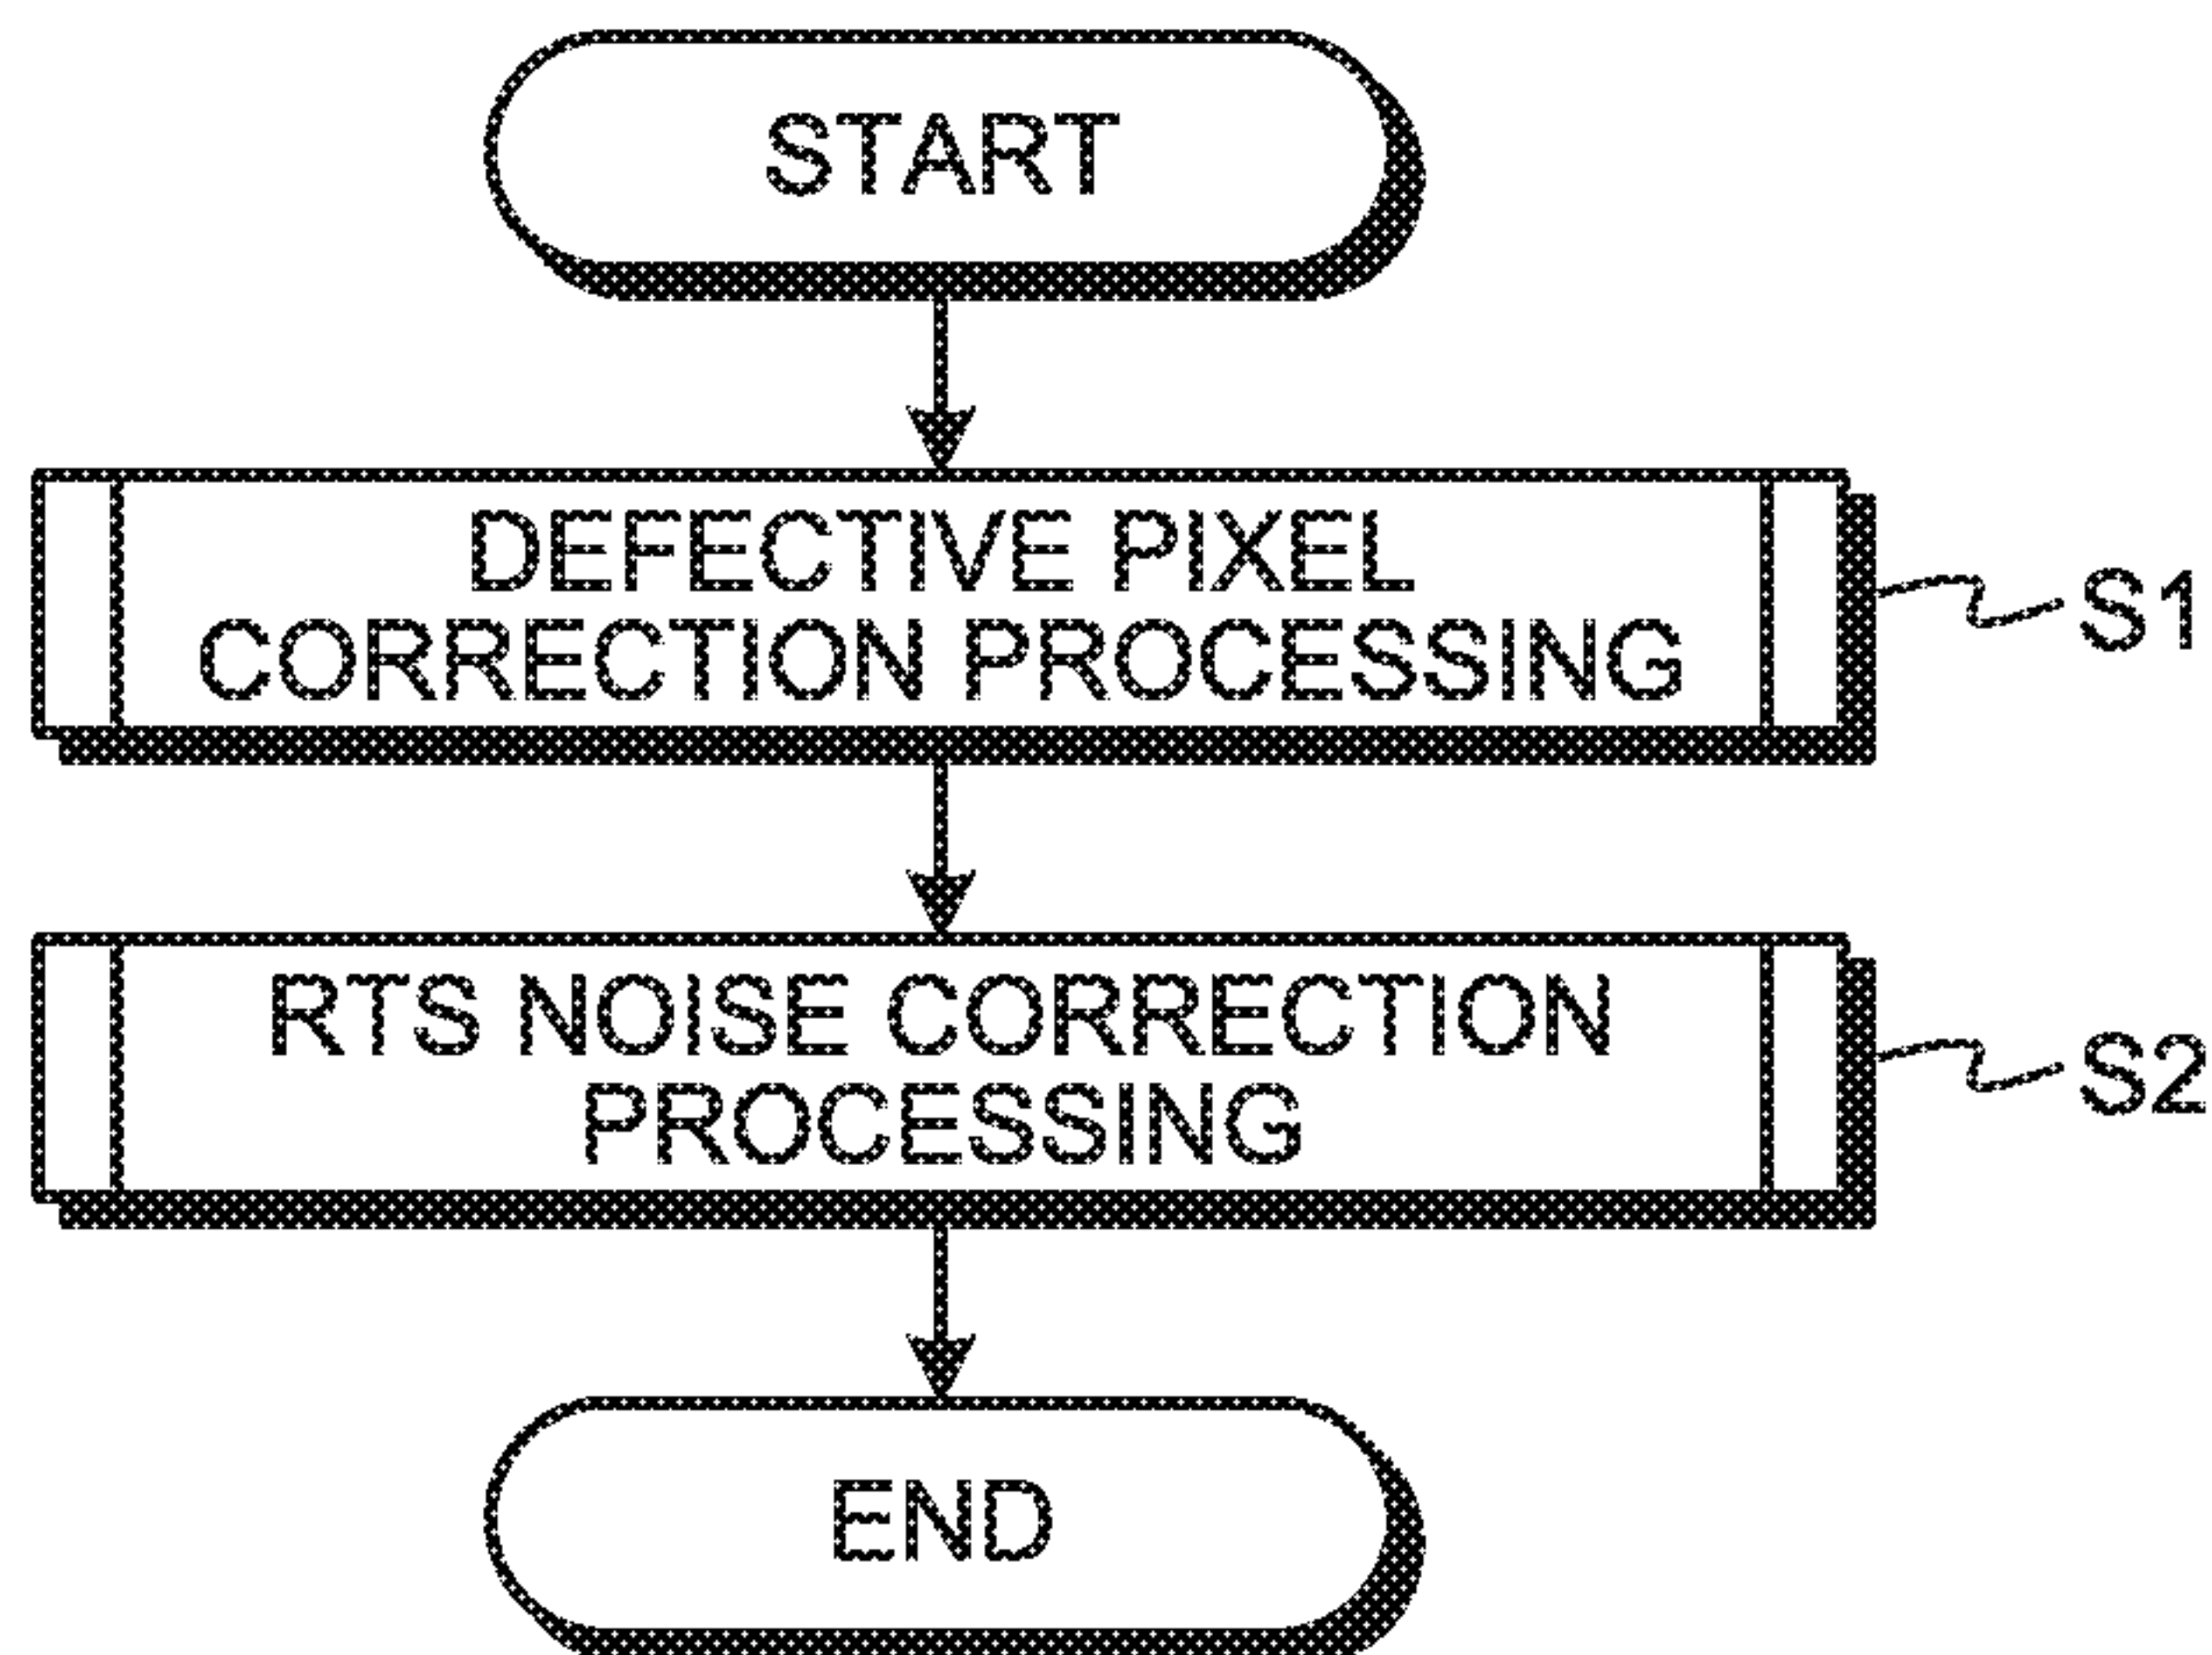 START
DEFECTIVE PIXEL
CORRECTION PROCESSING
S1
RTS NOISE CORRECTION
PROCESSING
S2
END